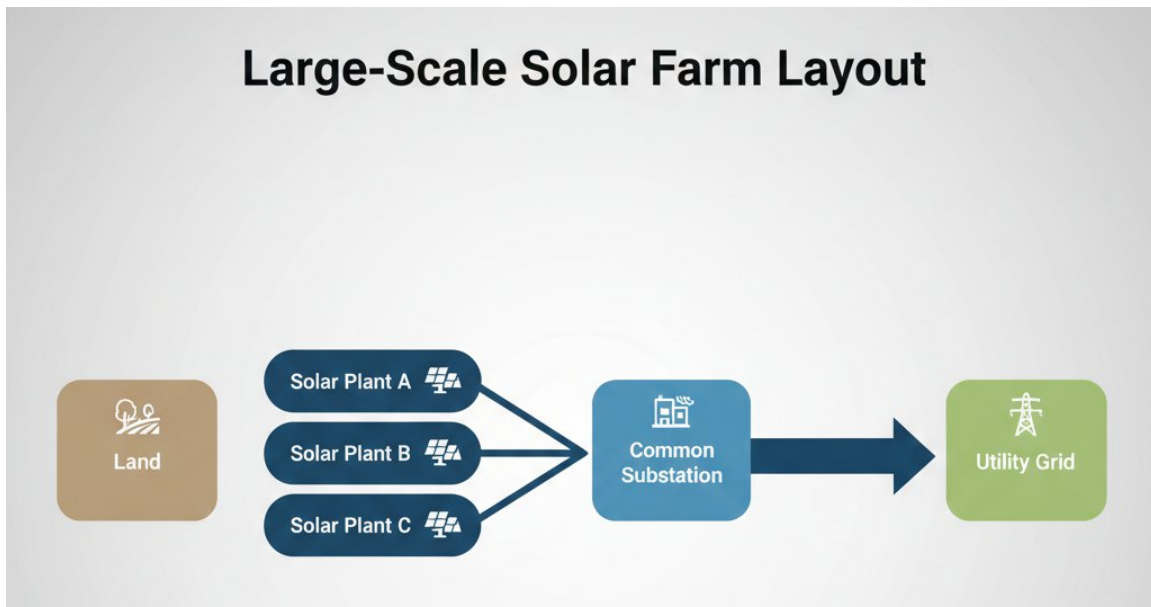 Large-Scale Solar Farm Layout
Land
Solar Plant A
Solar Plant B
Solar Plant C
Common
Substation
Utility Grid